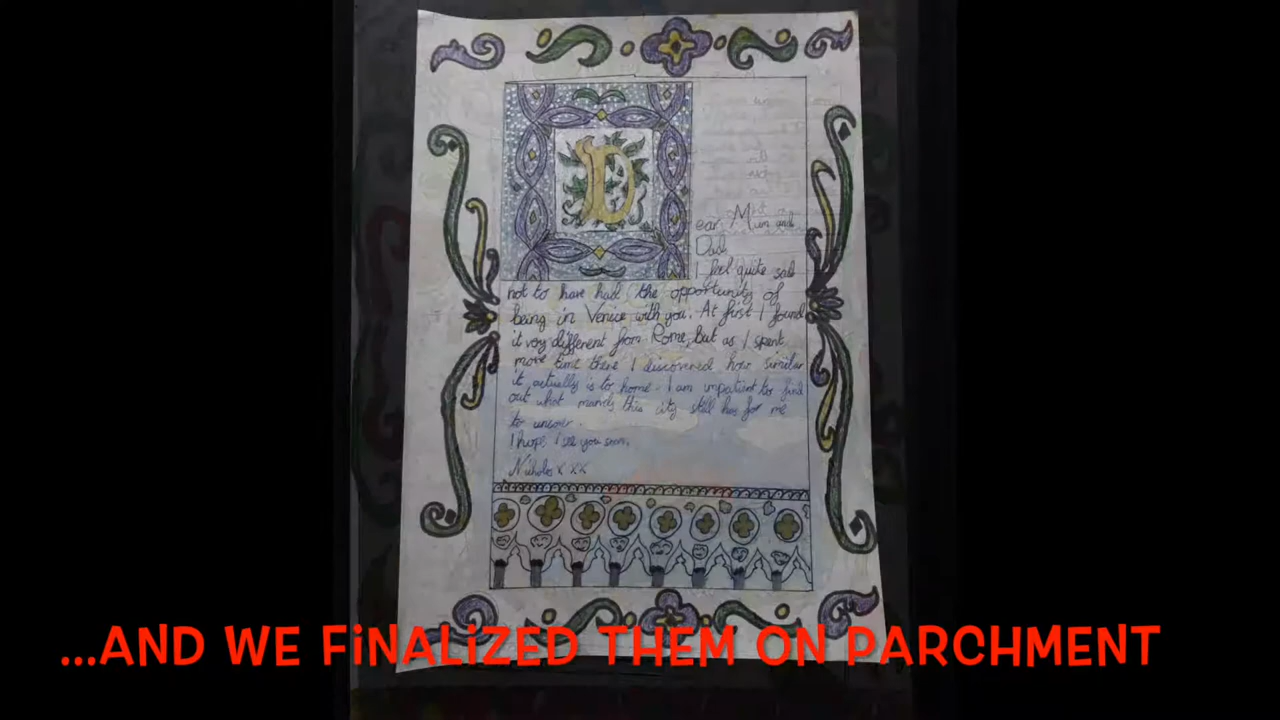 D
ear Mum and
Dad
I feel quite sad
not to have had the opportunity of
being in Venice with you. At first I found
it very different from Rome, but as I spent
more time there I discovered how similar
it actually is to home. I am impatient to find
out what marvels this city still has for me
to uncover.
I hope I see you soon,
Nicholas x xx
...AND WE FINALIZED THEM ON PARCHMENT